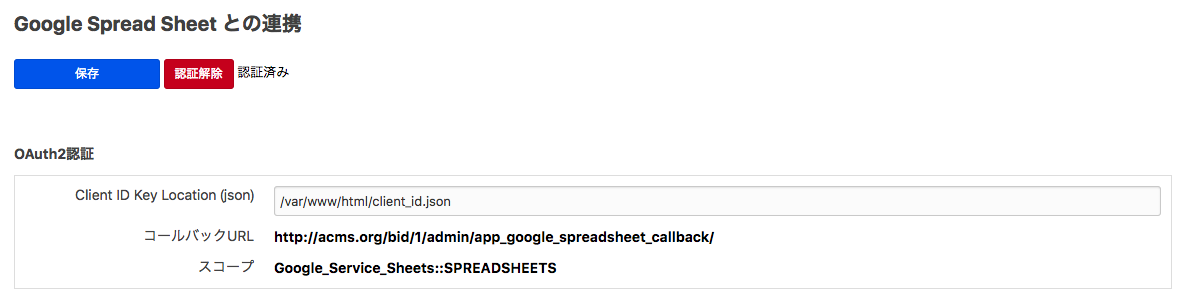 Google Spread Sheet との連携
保存 認証解除 認証済み
OAuth2認証
Client ID Key Location (json) /var/www/html/client_id.json
コールバックURL http://acms.org/bid/1/admin/app_google_spreadsheet_callback/
スコープ Google_Service_Sheets::SPREADSHEETS